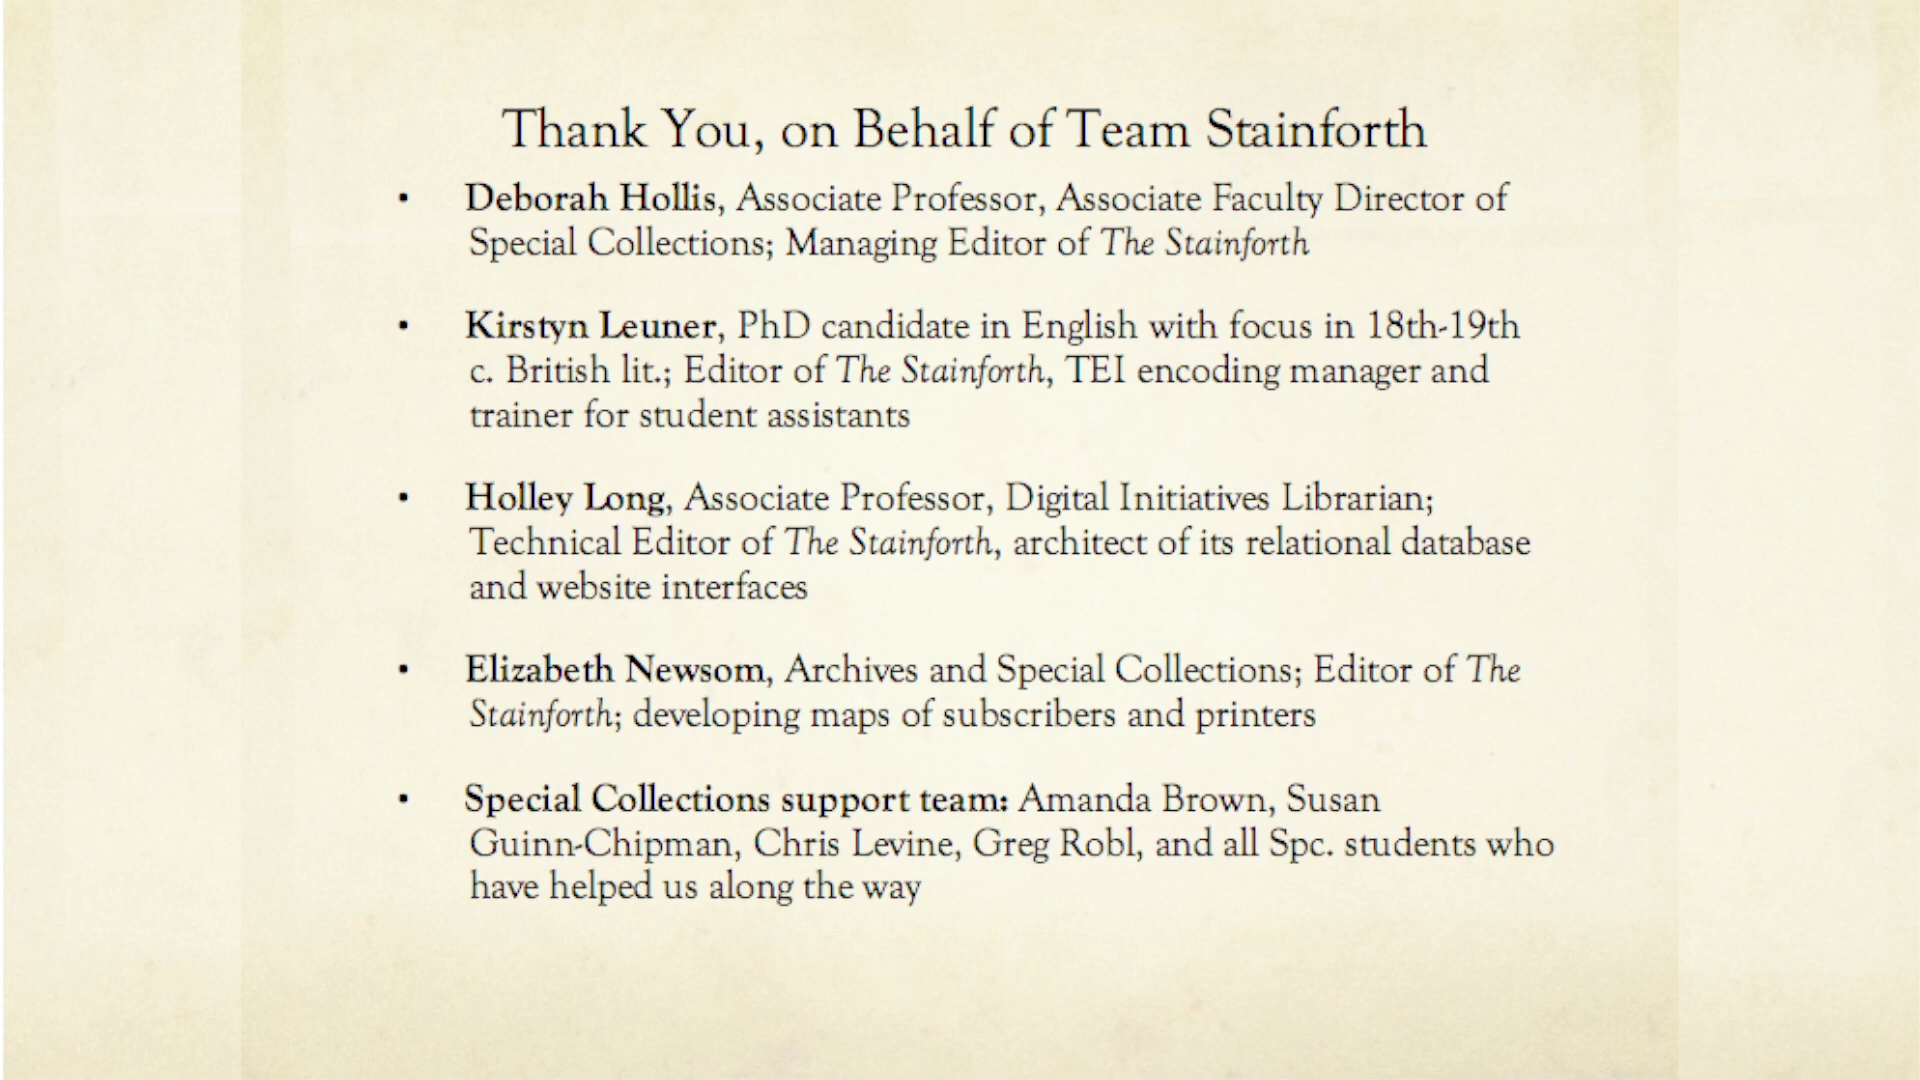 Thank You, on Behalf of Team Stainforth
• Deborah Hollis, Associate Professor, Associate Faculty Director of
Special Collections; Managing Editor of The Stainforth
• Kirstyn Leuner, PhD candidate in English with focus in 18th-19th
c. British lit.; Editor of The Stainforth, TEI encoding manager and
trainer for student assistants
• Holley Long, Associate Professor, Digital Initiatives Librarian;
Technical Editor of The Stainforth, architect of its relational database
and website interfaces
• Elizabeth Newsom, Archives and Special Collections; Editor of The
Stainforth; developing maps of subscribers and printers
• Special Collections support team: Amanda Brown, Susan
Guinn-Chipman, Chris Levine, Greg Robl, and all Spc. students who
have helped us along the way